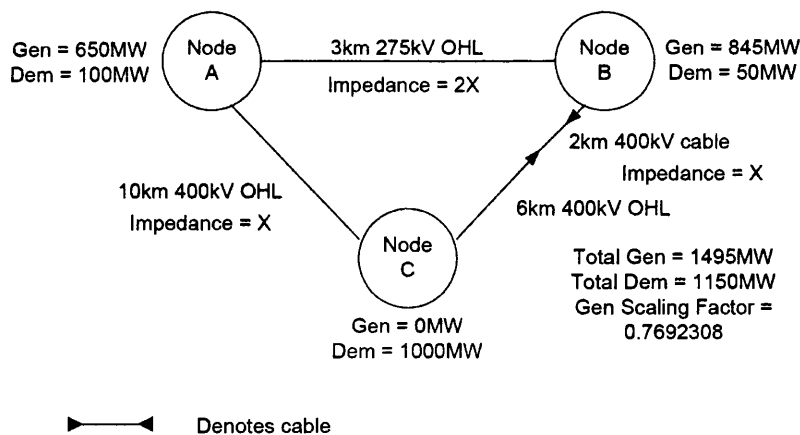 Gen = 650MW
Dem = 100MW
Node
A
3km 275kV OHL
Impedance = 2X
Node
B
Gen = 845MW
Dem = 50MW
2km 400kV cable
Impedance = X
10km 400kV OHL
Impedance = X
6km 400kV OHL
Node
C
Gen = 0MW
Dem = 1000MW
Total Gen = 1495MW
Total Dem = 1150MW
Gen Scaling Factor =
0.7692308
Denotes cable